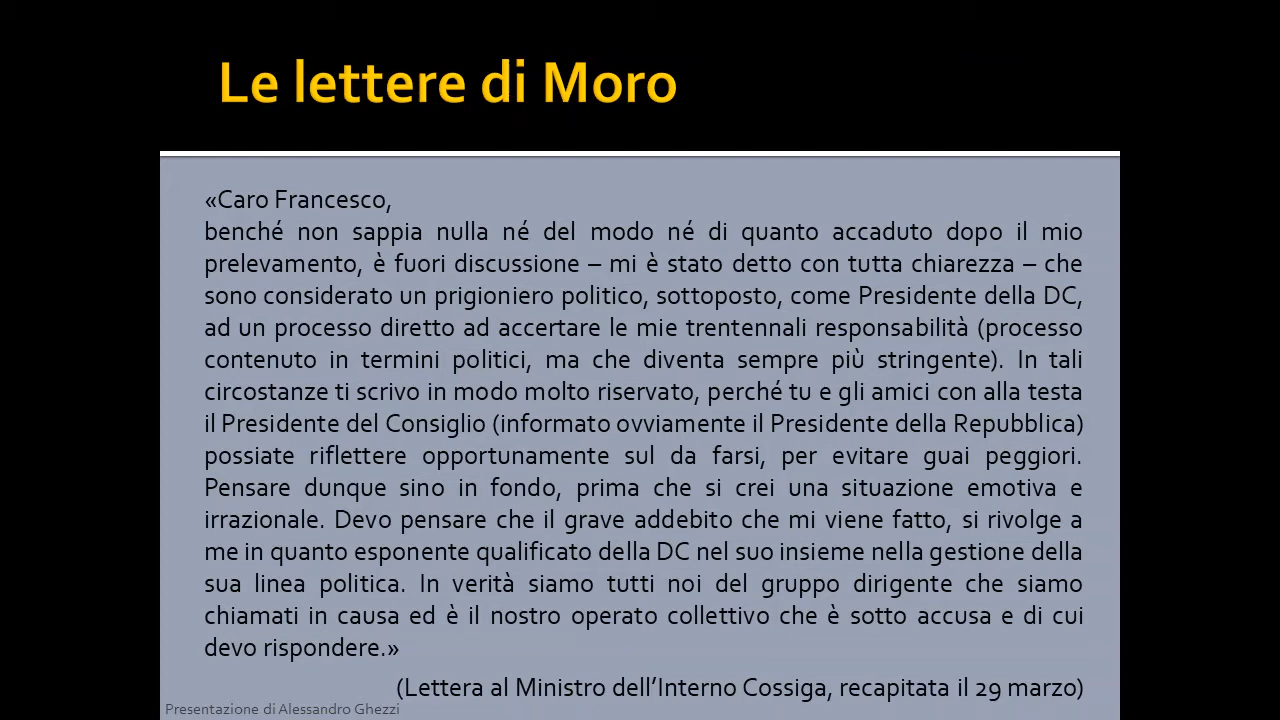 Le lettere di Moro
«Caro Francesco,
benché non sappia nulla né del modo né di quanto accaduto dopo il mio
prelevamento, è fuori discussione – mi è stato detto con tutta chiarezza – che
sono considerato un prigioniero politico, sottoposto, come Presidente della DC,
ad un processo diretto ad accertare le mie trentennali responsabilità (processo
contenuto in termini politici, ma che diventa sempre più stringente). In tali
circostanze ti scrivo in modo molto riservato, perché tu e gli amici con alla testa
il Presidente del Consiglio (informato ovviamente il Presidente della Repubblica)
possiate riflettere opportunamente sul da farsi, per evitare guai peggiori.
Pensare dunque sino in fondo, prima che si crei una situazione emotiva e
irrazionale. Devo pensare che il grave addebito che mi viene fatto, si rivolge a
me in quanto esponente qualificato della DC nel suo insieme nella gestione della
sua linea politica. In verità siamo tutti noi del gruppo dirigente che siamo
chiamati in causa ed è il nostro operato collettivo che è sotto accusa e di cui
devo rispondere.»
(Lettera al Ministro dell’Interno Cossiga, recapitata il 29 marzo)
Presentazione di Alessandro Ghezzi